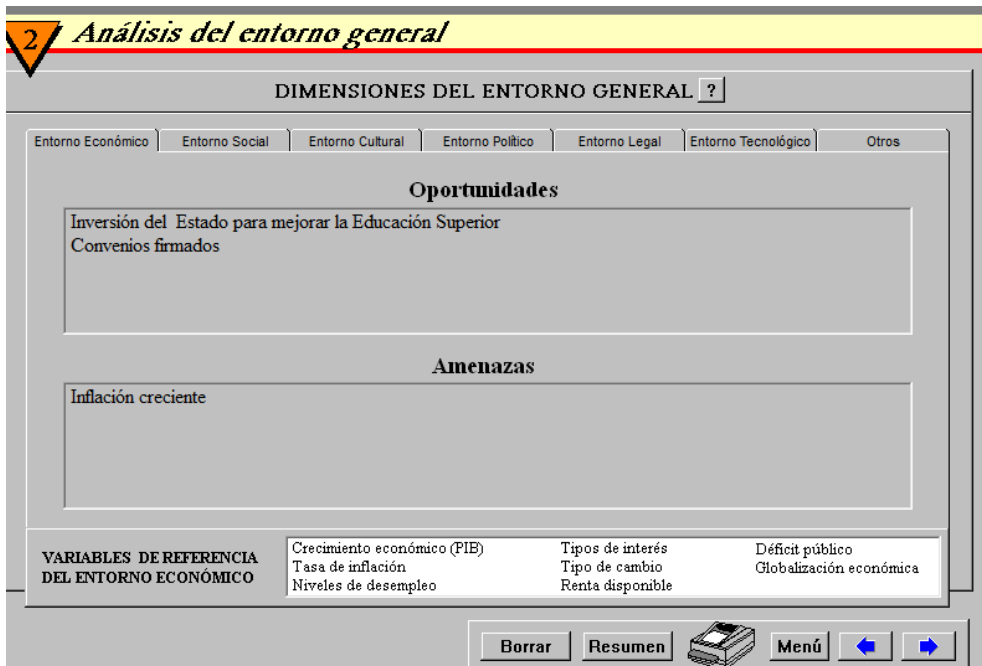 2 Análisis del entorno general
DIMENSIONES DEL ENTORNO GENERAL ?
Entorno Económico Entorno Social Entorno Cultural Entorno Político Entorno Legal Entorno Tecnológico Otros
Oportunidades
Inversión del Estado para mejorar la Educación Superior
Convenios firmados
Amenazas
Inflación creciente
VARIABLES DE REFERENCIA
DEL ENTORNO ECONÓMICO
Crecimiento económico (PIB) Tipos de interés Déficit público
Tasa de inflación Tipo de cambio Globalización económica
Niveles de desempleo Renta disponible
Borrar Resumen Menú